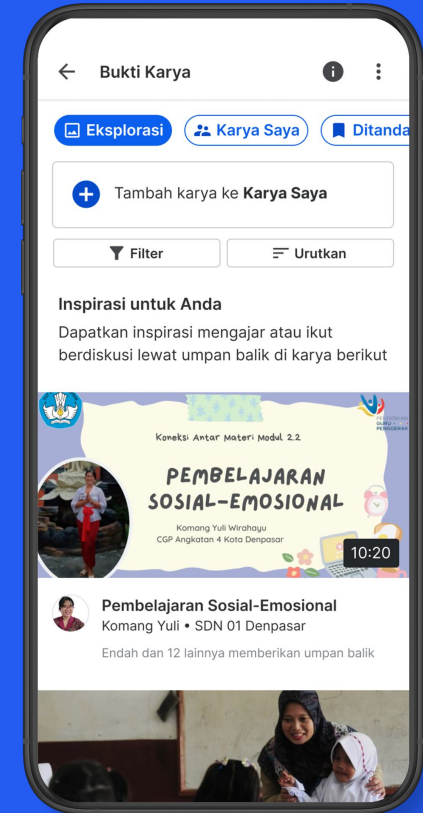 Bukti Karya
Eksplorasi
Karya Saya
Ditanda
Tambah karya ke Karya Saya
Filter
Urutkan
Inspirasi untuk Anda
Dapatkan inspirasi mengajar atau ikut
berdiskusi lewat umpan balik di karya berikut
PENDIDIKAN
GURU
PENGGERAK
Koneksi Antar Materi Modul 2.2
PEMBELAJARAN
SOSIAL-EMOSIONAL
Komang Yuli Wirahayu
CGP Angkatan 4 Kota Denpasar
10:20
Pembelajaran Sosial-Emosional
Komang Yuli • SDN 01 Denpasar
Endah dan 12 lainnya memberikan umpan balik